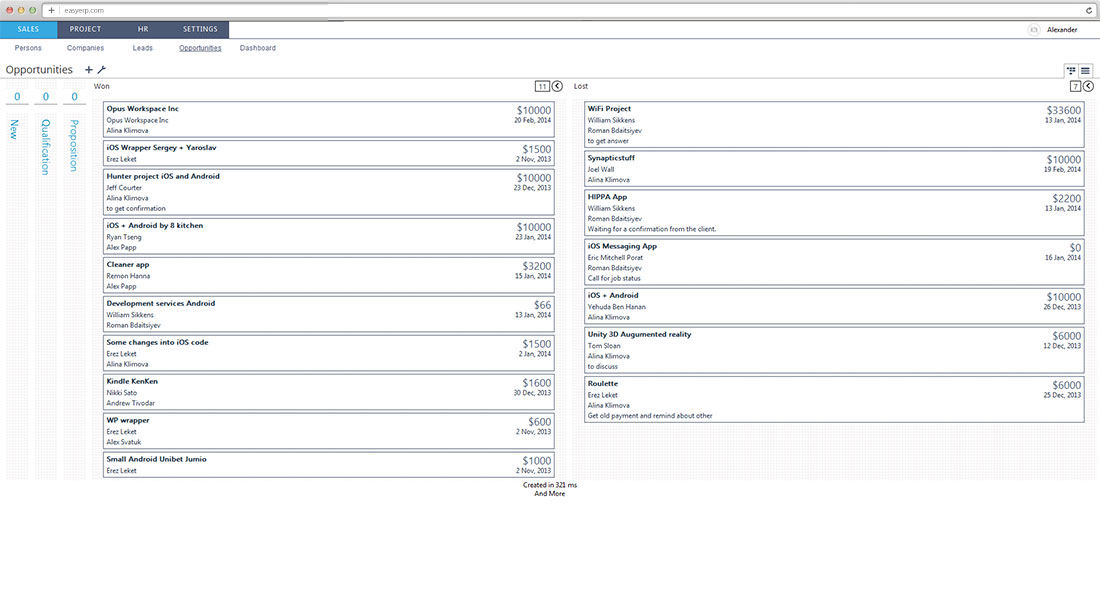 easyerp.com
SALES PROJECT HR SETTINGS
Alexander
Persons Companies Leads Opportunities Dashboard
Opportunities
0 0 0
New
Qualification
Proposition
Won 11
Opus Workspace Inc $10000
Opus Workspace Inc 20 Feb, 2014
Alina Klimova
iOS Wrapper Sergey + Yaroslav $1500
Erez Leket 2 Nov, 2013
Hunter project iOS and Android $10000
Jeff Courter 23 Dec, 2013
Alina Klimova
to get confirmation
iOS + Android by 8 kitchen $10000
Ryan Tseng 23 Jan, 2014
Alex Papp
Cleaner app $3200
Remon Hanna 15 Jan, 2014
Alex Papp
Development services Android $66
William Sikkens 13 Jan, 2014
Roman Bdaitsiyev
Some changes into iOS code $1500
Erez Leket 2 Jan, 2014
Alina Klimova
Kindle KenKen $1600
Nikki Sato 30 Dec, 2013
Andrew Tivodar
WP wrapper $600
Erez Leket 2 Nov, 2013
Alex Svatuk
Small Android Unibet Jumio $1000
Erez Leket 2 Nov, 2013
Lost 7
WiFi Project $33600
William Sikkens 13 Jan, 2014
Roman Bdaitsiyev
to get answer
Synapticstuff $10000
Joel Wall 19 Feb, 2014
Alina Klimova
HIPPA App $2200
William Sikkens 13 Jan, 2014
Roman Bdaitsiyev
Waiting for a confirmation from the client.
iOS Messaging App $0
Eric Mitchell Porat 16 Jan, 2014
Roman Bdaitsiyev
Call for job status
iOS + Android $10000
Yehuda Ben Hanan 26 Dec, 2013
Alina Klimova
Unity 3D Augumented reality $6000
Tom Sloan 12 Dec, 2013
Alina Klimova
to discuss
Roulette $6000
Erez Leket 25 Dec, 2013
Alina Klimova
Get old payment and remind about other
Created in 321 ms
And More